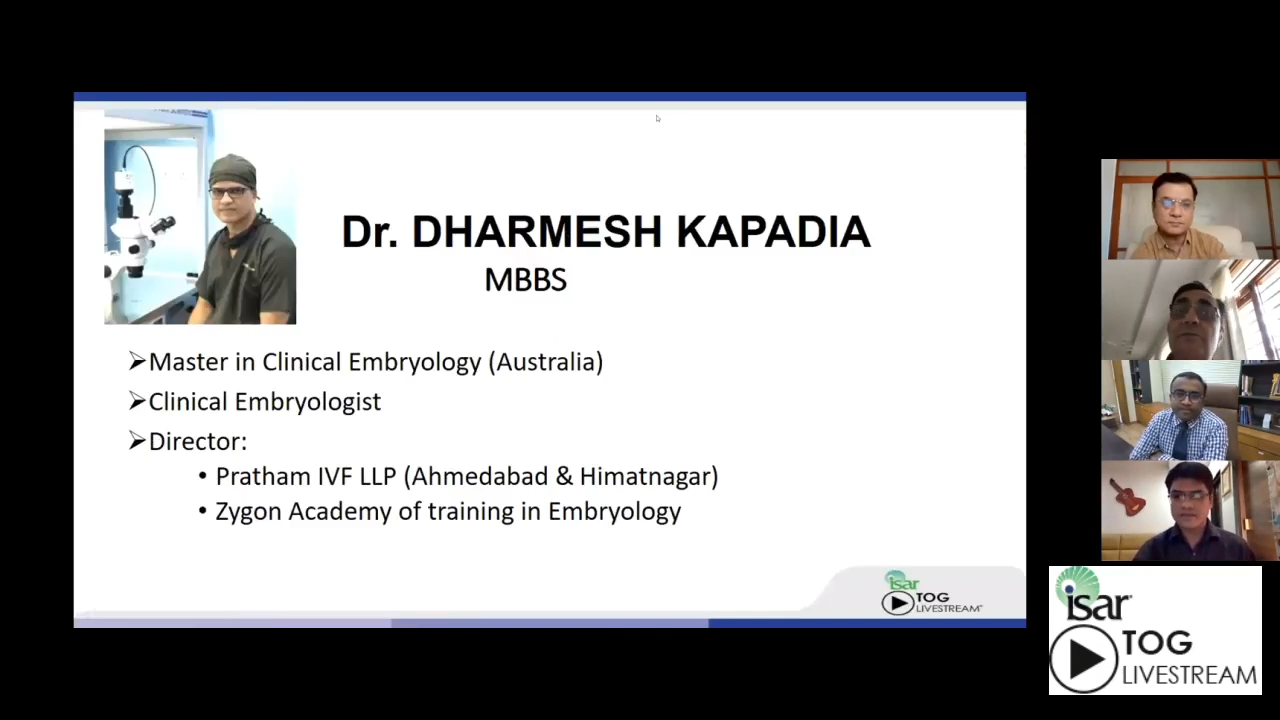 Dr. DHARMESH KAPADIA
MBBS
➢Master in Clinical Embryology (Australia)
➢Clinical Embryologist
➢Director:
• Pratham IVF LLP (Ahmedabad & Himatnagar)
• Zygon Academy of training in Embryology
isar
TOG
LIVESTREAM®
isar
TOG
LIVESTREAM